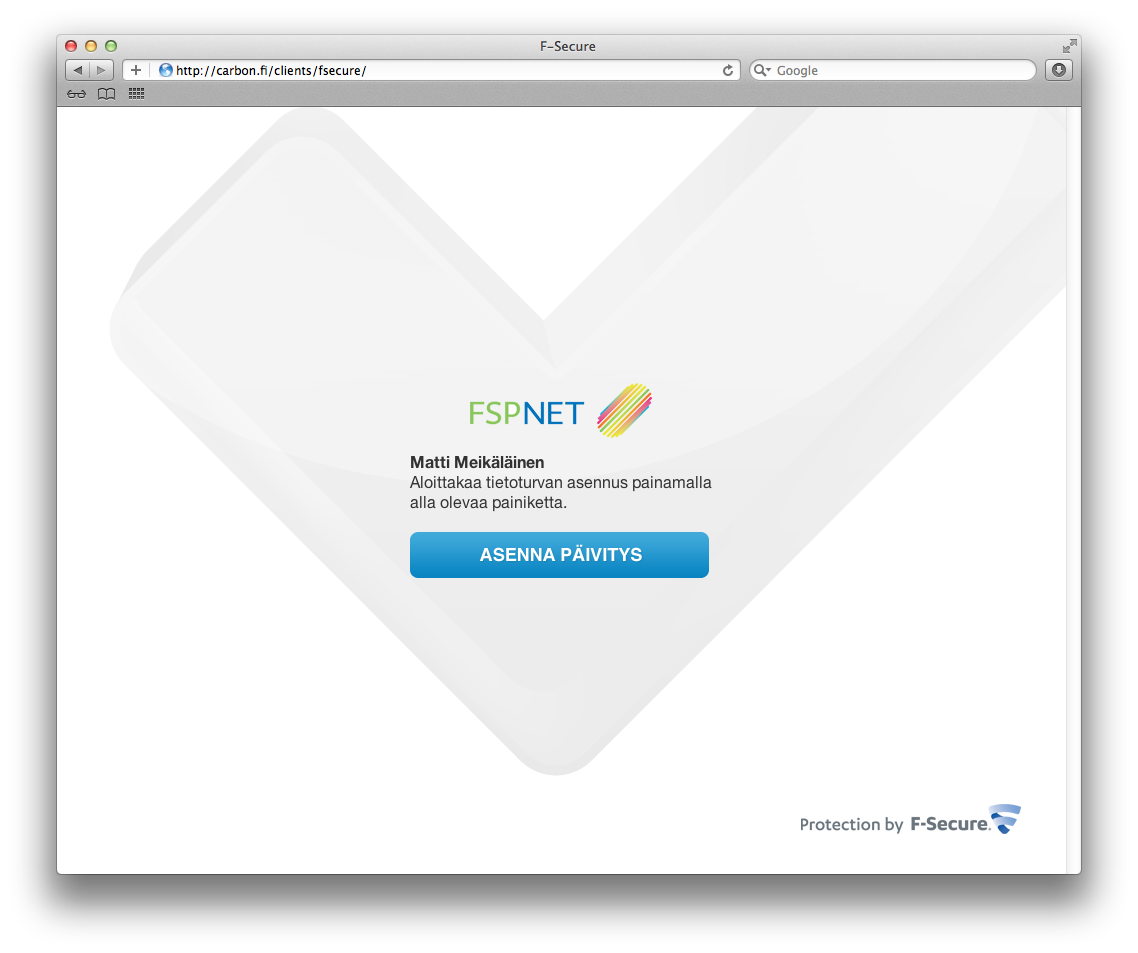 F-Secure
http://carbon.fi/clients/fsecure/
Google
FSPNET
Matti Meikäläinen
Aloittakaa tietoturvan asennus painamalla
alla olevaa painiketta.
ASENNA PÄIVITYS
Protection by F-Secure.